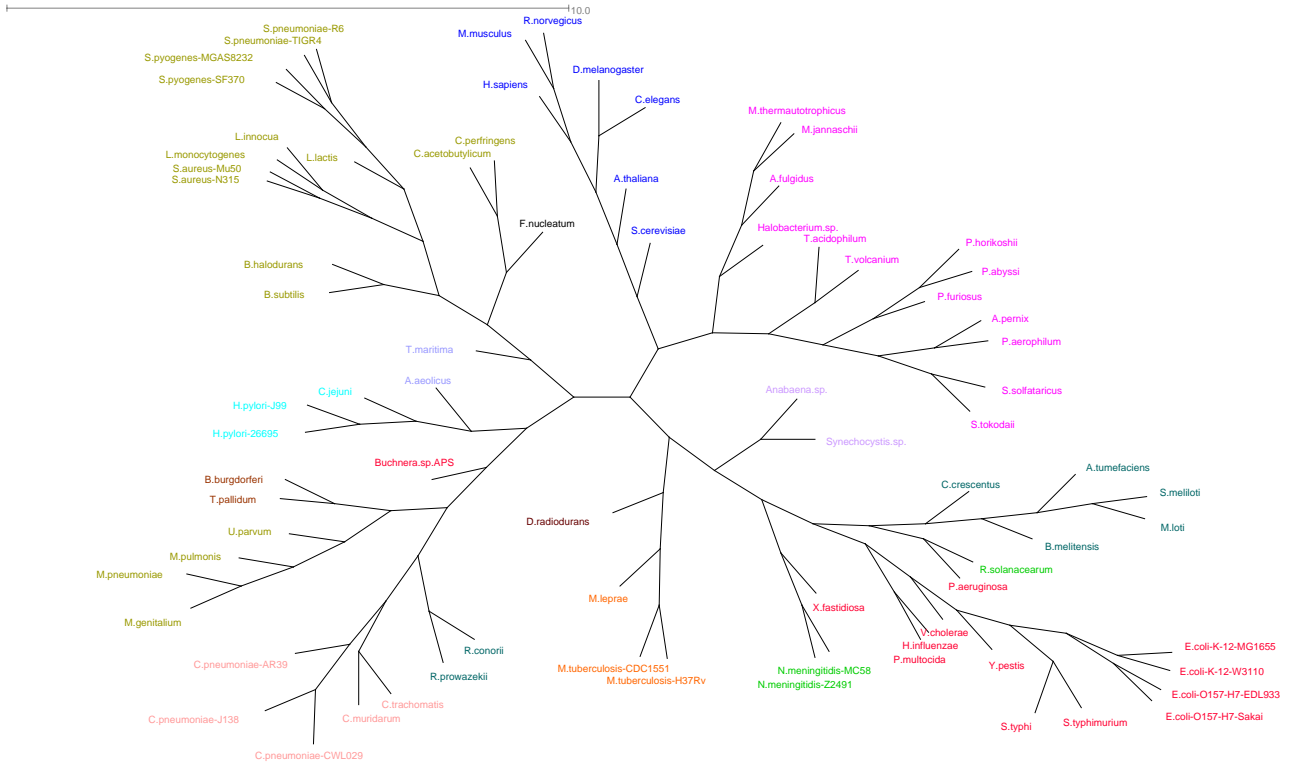 10.0
R.norvegicus
S.pneumoniae-R6
M.musculus
S.pneumoniae-TIGR4
S.pyogenes-MGAS8232
D.melanogaster
S.pyogenes-SF370
H.sapiens
C.elegans
M.thermautotrophicus
M.jannaschii
L.innocua
C.perfringens
L.monocytogenes
L.lactis
C.acetobutylicum
S.aureus-Mu50
S.aureus-N315
A.thaliana
A.fulgidus
F.nucleatum
Halobacterium.sp.
S.cerevisiae
T.acidophilum
P.horikoshii
T.volcanium
B.halodurans
P.abyssi
B.subtilis
P.furiosus
A.pernix
P.aerophilum
T.maritima
A.aeolicus
C.jejuni
Anabaena.sp.
S.solfataricus
H.pylori-J99
S.tokodaii
H.pylori-26695
Synechocystis.sp.
Buchnera.sp.APS
A.tumefaciens
B.burgdorferi
C.crescentus
S.meliloti
T.pallidum
D.radiodurans
M.loti
U.parvum
B.melitensis
M.pulmonis
R.solanacearum
M.pneumoniae
P.aeruginosa
M.leprae
X.fastidiosa
M.genitalium
V.cholerae
H.influenzae
E.coli-K-12-MG1655
R.conorii
P.multocida
C.pneumoniae-AR39
Y.pestis
M.tuberculosis-CDC1551
N.meningitidis-MC58
E.coli-K-12-W3110
R.prowazekii
M.tuberculosis-H37Rv
N.meningitidis-Z2491
E.coli-O157-H7-EDL933
C.trachomatis
E.coli-O157-H7-Sakai
C.pneumoniae-J138
C.muridarum
S.typhimurium
S.typhi
C.pneumoniae-CWL029